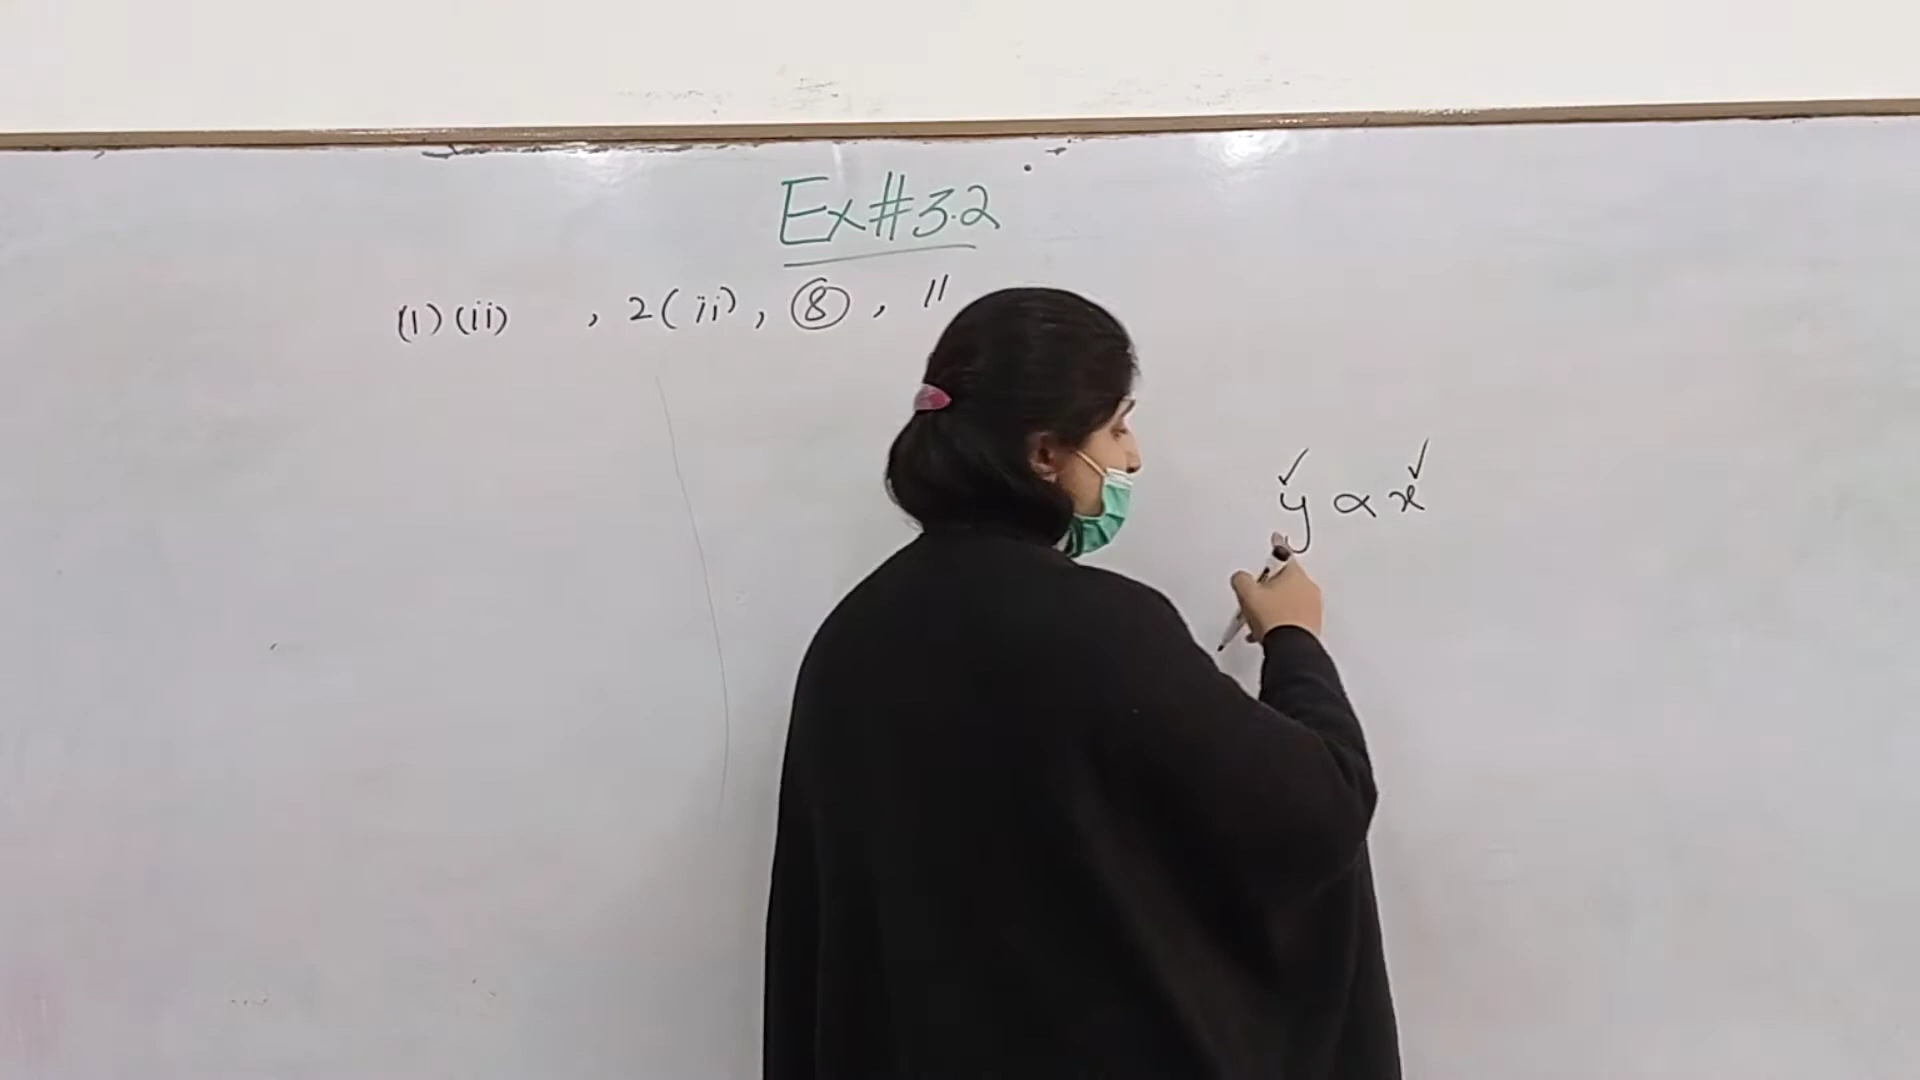 Ex#3.2
(1)(ii) , 2(ii), 8, 11
✓ ✓
y ∝ x